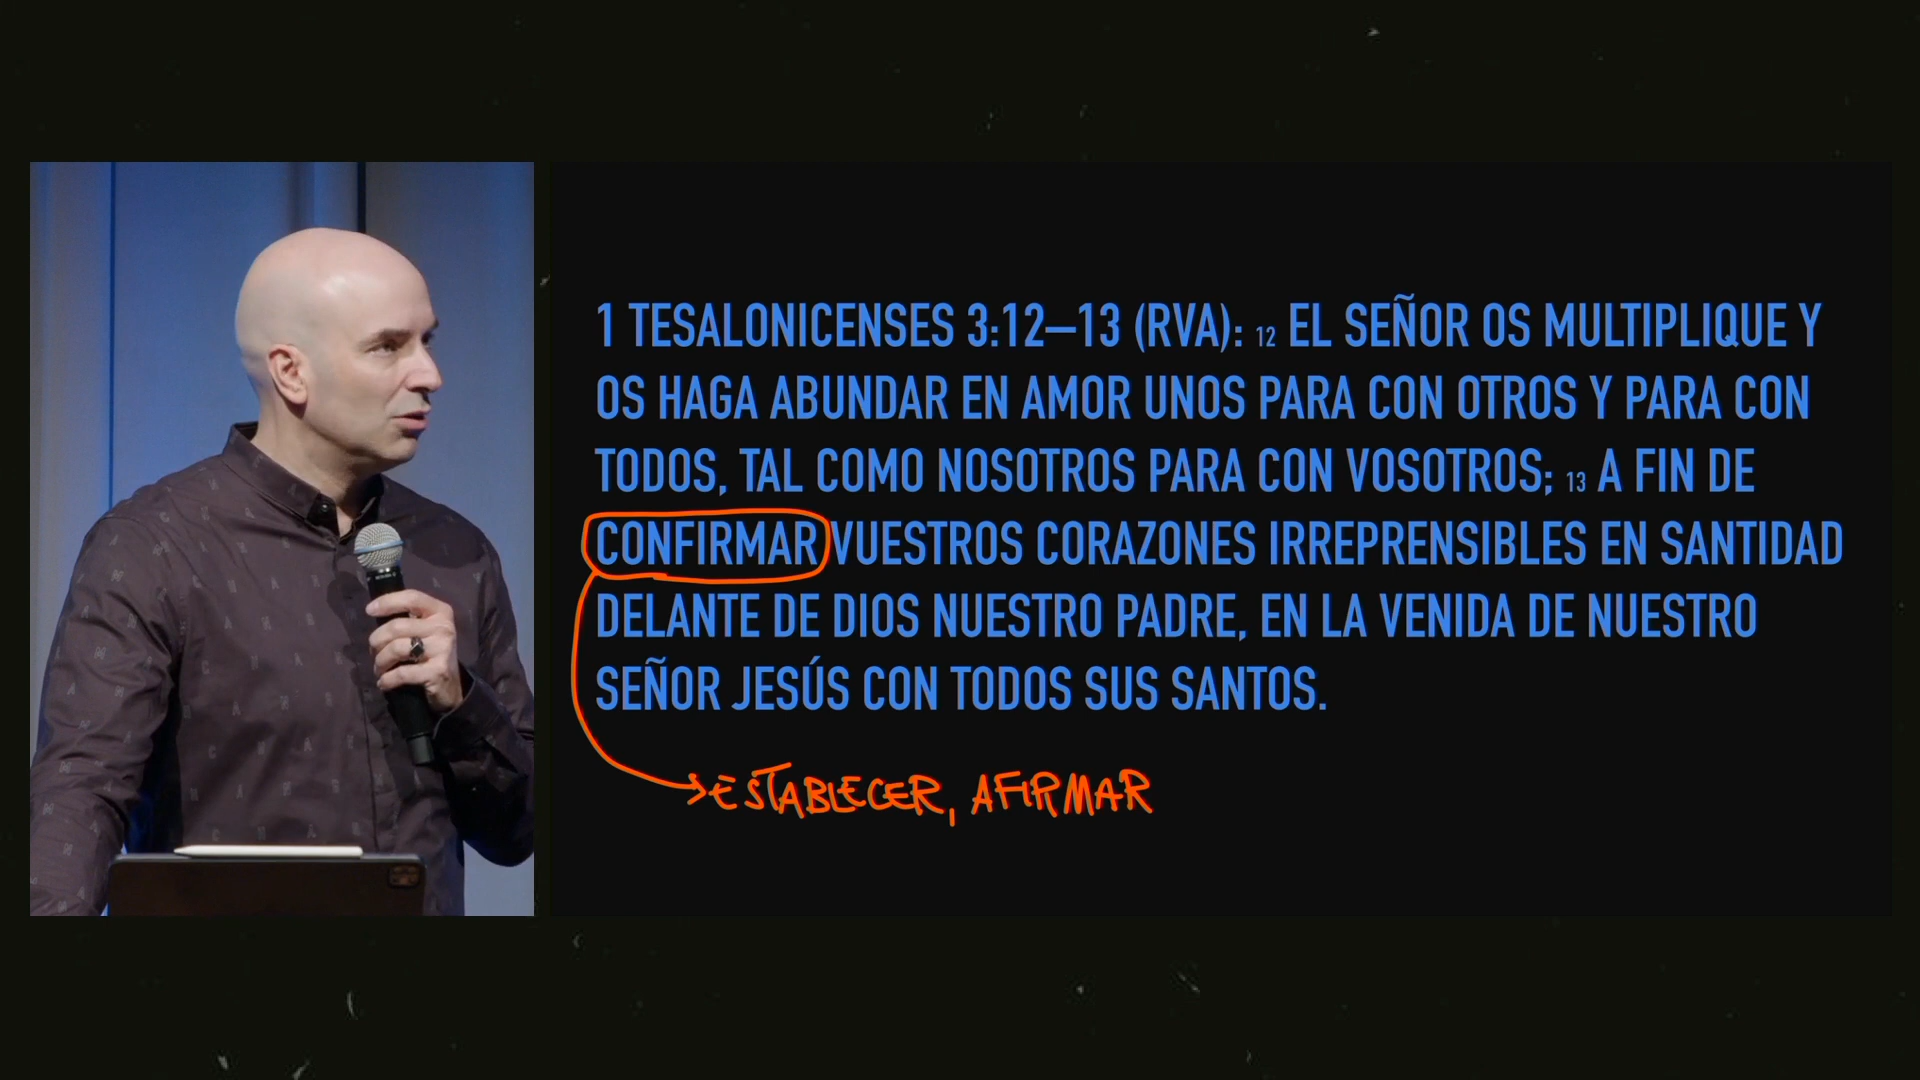 1 TESALONICENSES 3:12–13 (RVA): 12 EL SEÑOR OS MULTIPLIQUE Y
OS HAGA ABUNDAR EN AMOR UNOS PARA CON OTROS Y PARA CON
TODOS, TAL COMO NOSOTROS PARA CON VOSOTROS; 13 A FIN DE
CONFIRMAR VUESTROS CORAZONES IRREPRENSIBLES EN SANTIDAD
DELANTE DE DIOS NUESTRO PADRE, EN LA VENIDA DE NUESTRO
SEÑOR JESÚS CON TODOS SUS SANTOS.
ESTABLECER, AFIRMAR